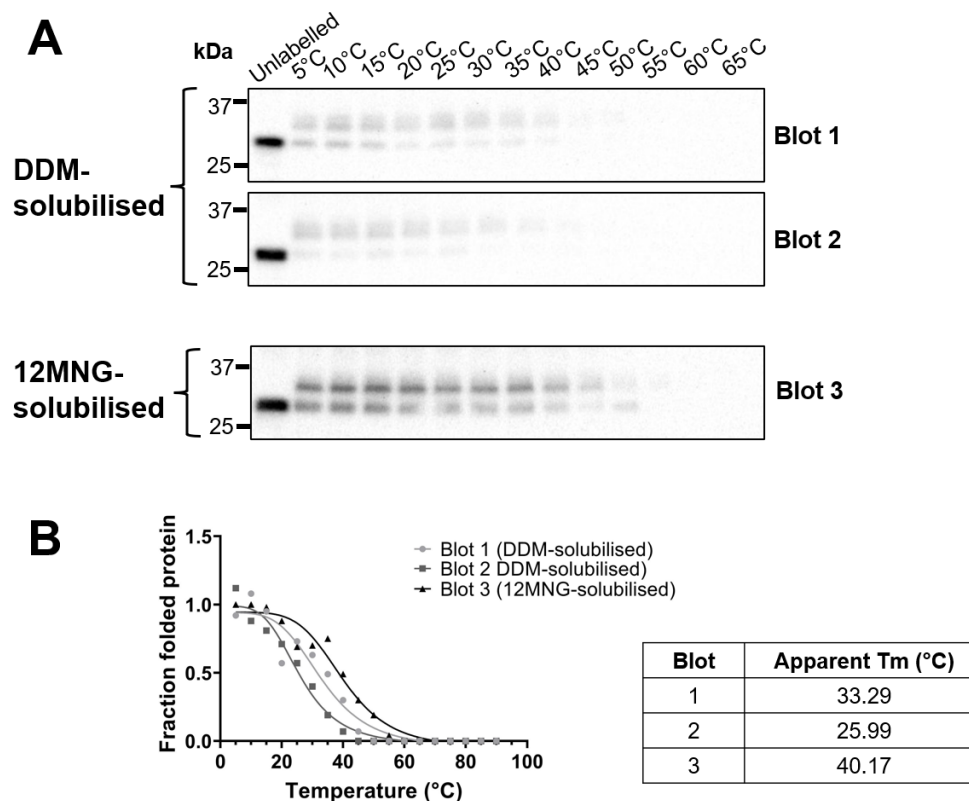 A
kDa
Unlabelled 5°C 10°C 15°C 20°C 25°C 30°C 35°C 40°C 45°C 50°C 55°C 60°C 65°C
DDM-
solubilised
37
25
Blot 1
37
25
Blot 2
12MNG-
solubilised
37
25
Blot 3
B
Fraction folded protein
1.5
1.0
0.5
0.0
0 20 40 60 80 100
Temperature (°C)
Blot 1 (DDM-solubilised)
Blot 2 DDM-solubilised)
Blot 3 (12MNG-solubilised)
Blot Apparent Tm (°C)
1 33.29
2 25.99
3 40.17